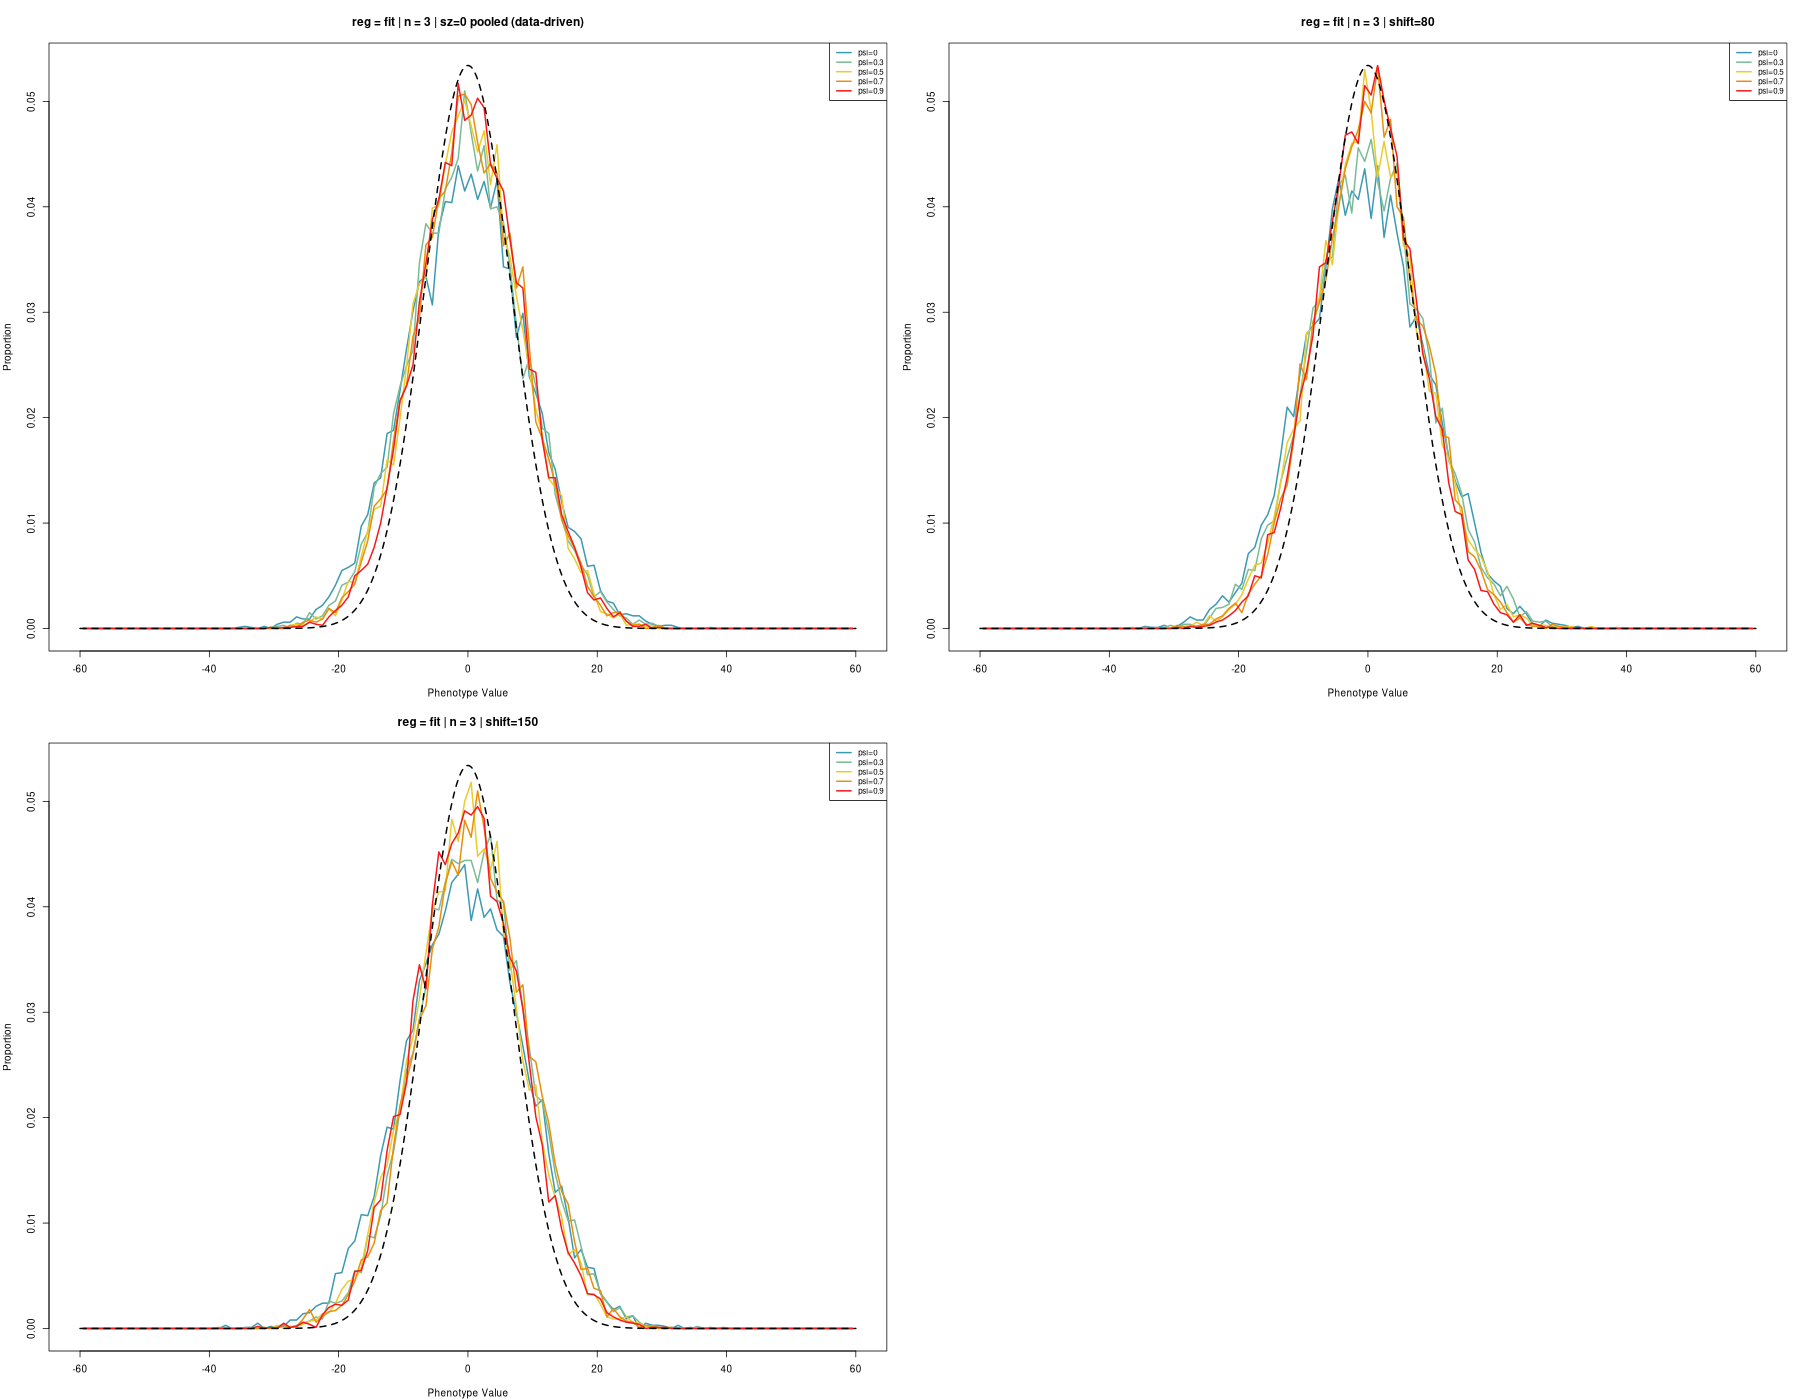 reg = fit | n = 3 | sz=0 pooled (data-driven)
psi=0
psi=0.3
psi=0.5
psi=0.7
psi=0.9
Proportion
0.05
0.04
0.03
0.02
0.01
0.00
-60 -40 -20 0 20 40 60
Phenotype Value
reg = fit | n = 3 | shift=80
psi=0
psi=0.3
psi=0.5
psi=0.7
psi=0.9
Proportion
0.05
0.04
0.03
0.02
0.01
0.00
-60 -40 -20 0 20 40 60
Phenotype Value
reg = fit | n = 3 | shift=150
psi=0
psi=0.3
psi=0.5
psi=0.7
psi=0.9
Proportion
0.05
0.04
0.03
0.02
0.01
0.00
-60 -40 -20 0 20 40 60
Phenotype Value